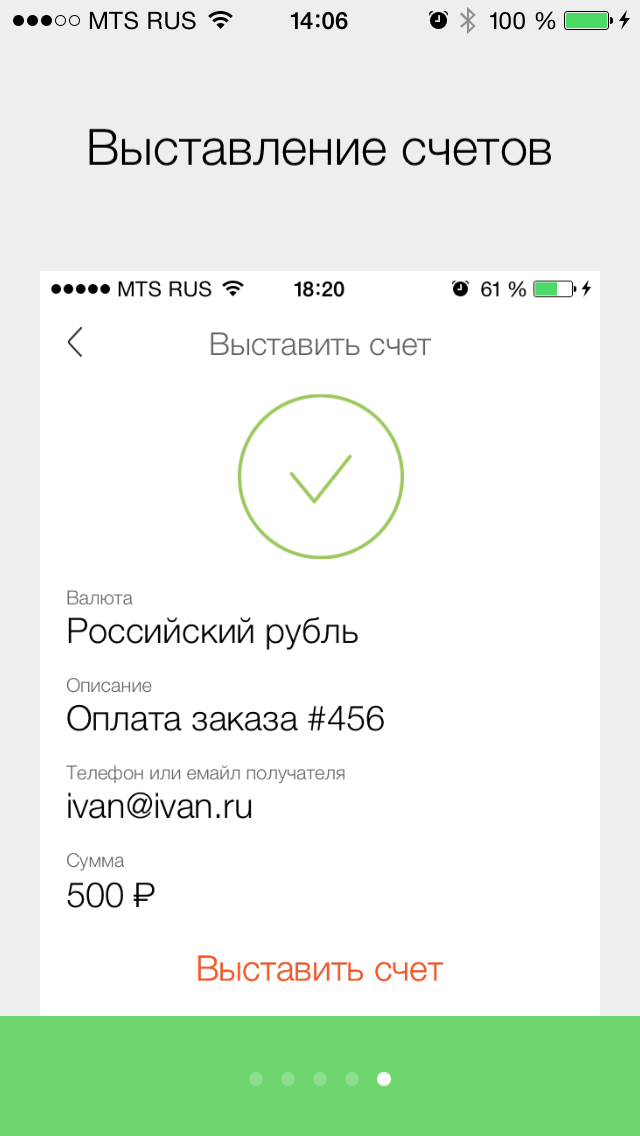 MTS RUS 14:06 100 %
Выставление счетов
MTS RUS 18:20 61 %
Выставить счет
Валюта
Российский рубль
Описание
Оплата заказа #456
Телефон или емайл получателя
ivan@ivan.ru
Сумма
500 ₽
Выставить счет